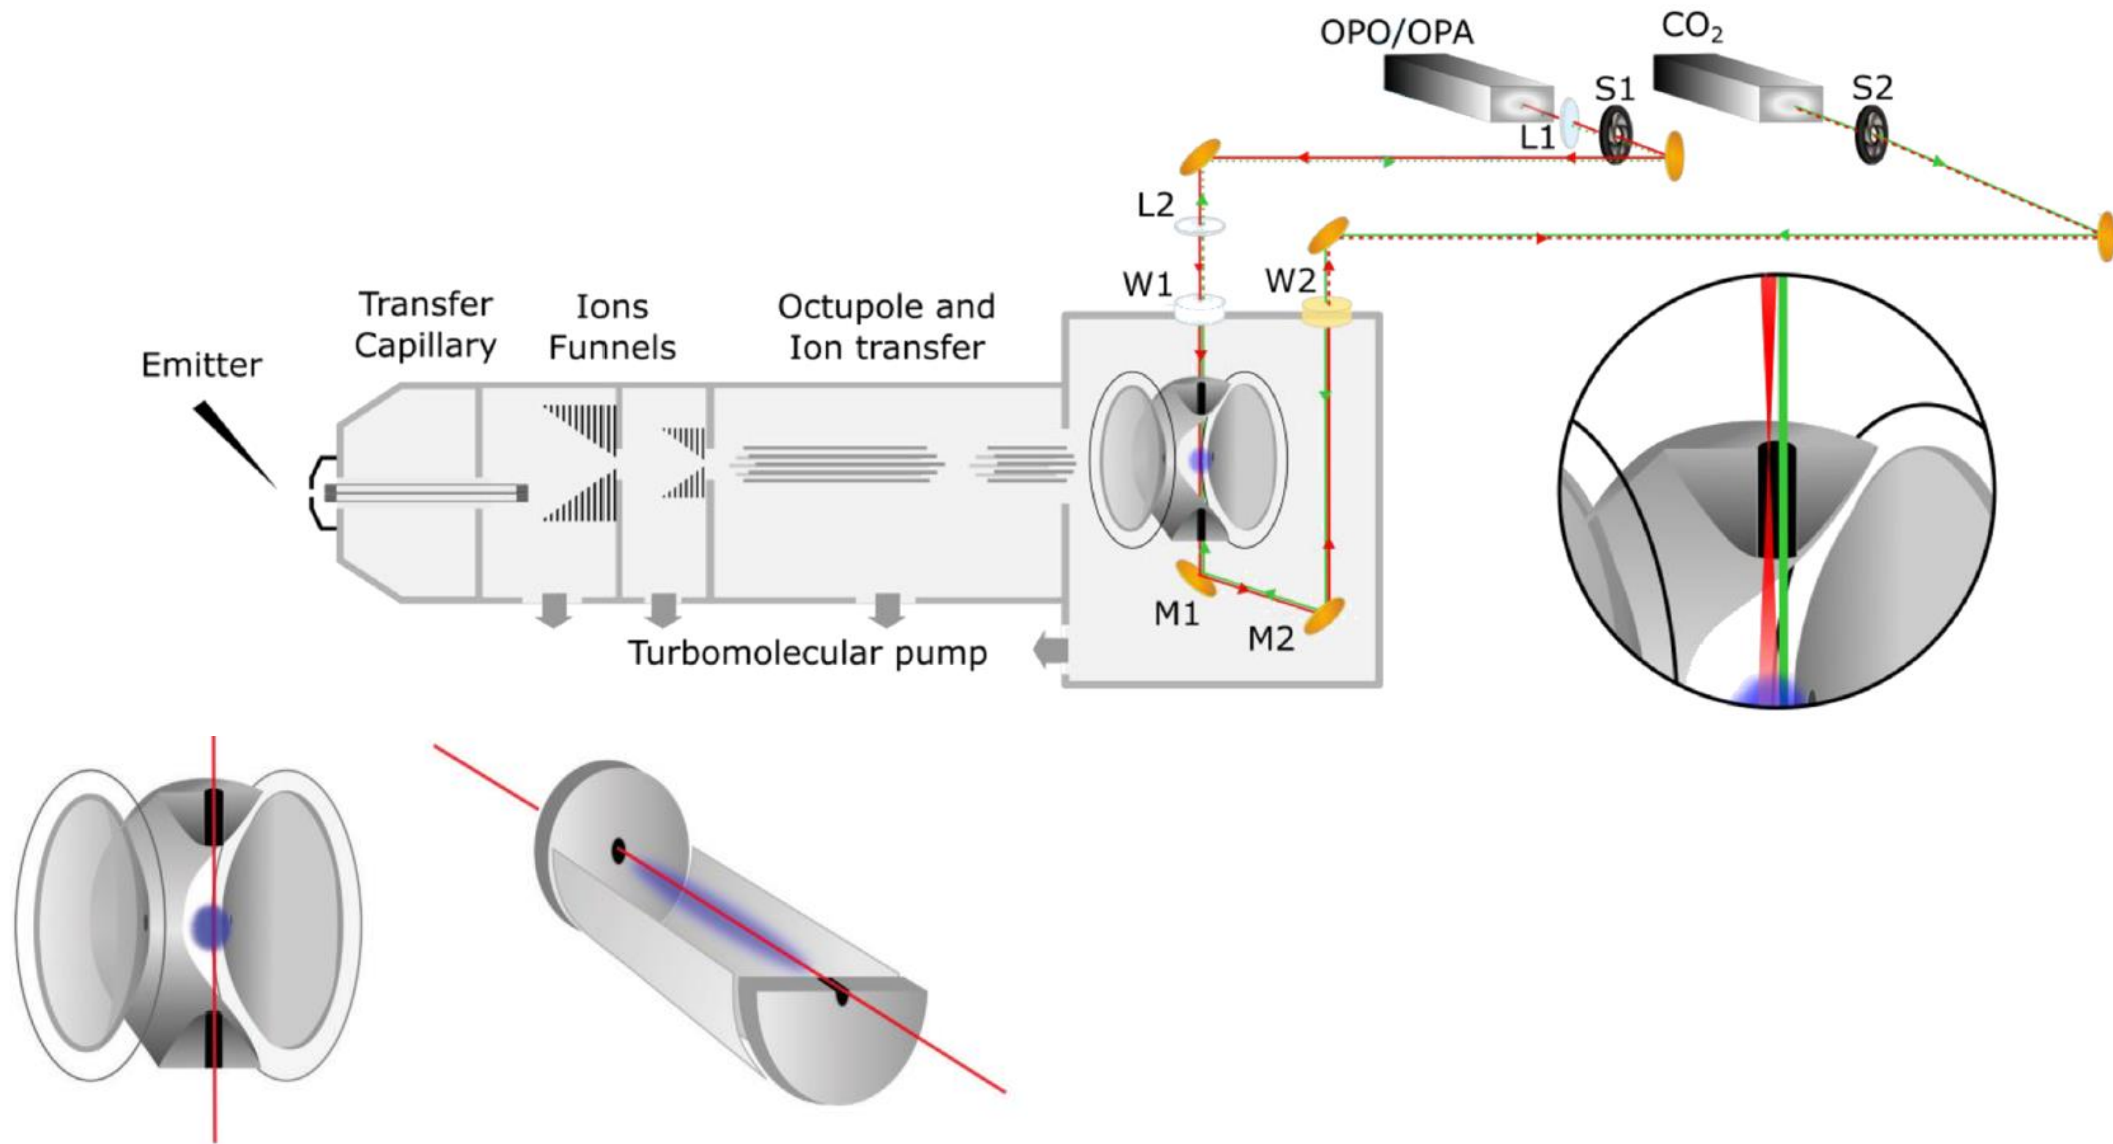 OPO/OPA
CO₂
S1
S2
L1
L2
W1
W2
Transfer
Capillary
Ions
Funnels
Octupole and
Ion transfer
Emitter
M1
M2
Turbomolecular pump